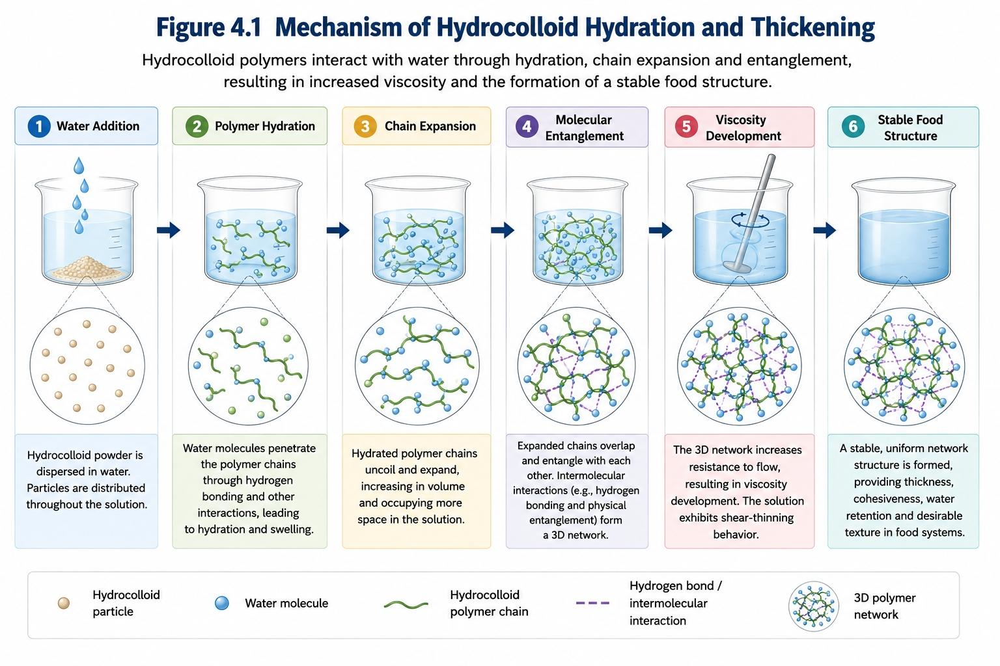 Figure 4.1 Mechanism of Hydrocolloid Hydration and Thickening
Hydrocolloid polymers interact with water through hydration, chain expansion and entanglement,
resulting in increased viscosity and the formation of a stable food structure.
1 Water Addition
Hydrocolloid powder is
dispersed in water.
Particles are distributed
throughout the solution.
2 Polymer Hydration
Water molecules penetrate
the polymer chains
through hydrogen
bonding and other
interactions, leading
to hydration and swelling.
3 Chain Expansion
Hydrated polymer chains
uncoil and expand,
increasing in volume
and occupying more
space in the solution.
4 Molecular
Entanglement
Expanded chains overlap
and entangle with each
other. Intermolecular
interactions (e.g., hydrogen
bonding and physical
entanglement) form
a 3D network.
5 Viscosity
Development
The 3D network increases
resistance to flow,
resulting in viscosity
development. The solution
exhibits shear-thinning
behavior.
6 Stable Food
Structure
A stable, uniform network
structure is formed,
providing thickness,
cohesiveness, water
retention and desirable
texture in food systems.
Hydrocolloid
particle
Water molecule
Hydrocolloid
polymer chain
Hydrogen bond /
intermolecular
interaction
3D polymer
network